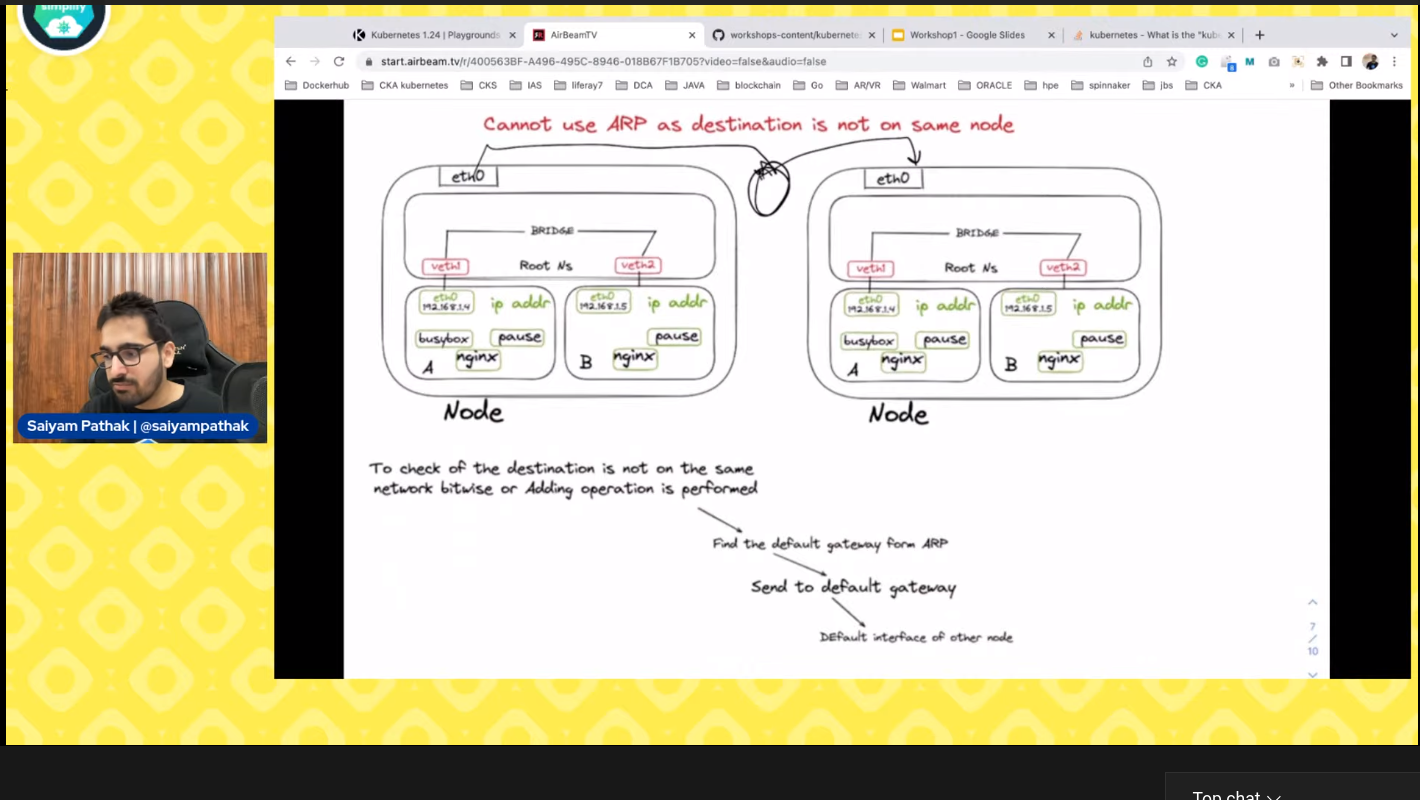 simplify
Kubernetes 1.24 | Playgrounds
AirBeamTV
workshops-content/kubernete
Workshop1 - Google Slides
kubernetes - What is the "kub
start.airbeam.tv/r/400563BF-A496-495C-8946-018B67F1B705?video=false&audio=false
Dockerhub
CKA kubernetes
CKS
IAS
liferay7
DCA
JAVA
blockchain
Go
AR/VR
Walmart
ORACLE
hpe
spinnaker
jbs
CKA
»
Other Bookmarks
Cannot use ARP as destination is not on same node
eth0
BRIDGE
veth1
Root Ns
veth2
eth0
192.168.1.4
ip addr
busybox
pause
nginx
A
eth0
192.168.1.5
ip addr
pause
nginx
B
Node
eth0
BRIDGE
veth1
Root Ns
veth2
eth0
192.168.1.4
ip addr
busybox
pause
nginx
A
eth0
192.168.1.5
ip addr
pause
nginx
B
Node
To check of the destination is not on the same
network bitwise or Adding operation is performed
Find the default gateway form ARP
Send to default gateway
DEfault interface of other node
7
/
10
Saiyam Pathak | @saiyampathak
Top chat